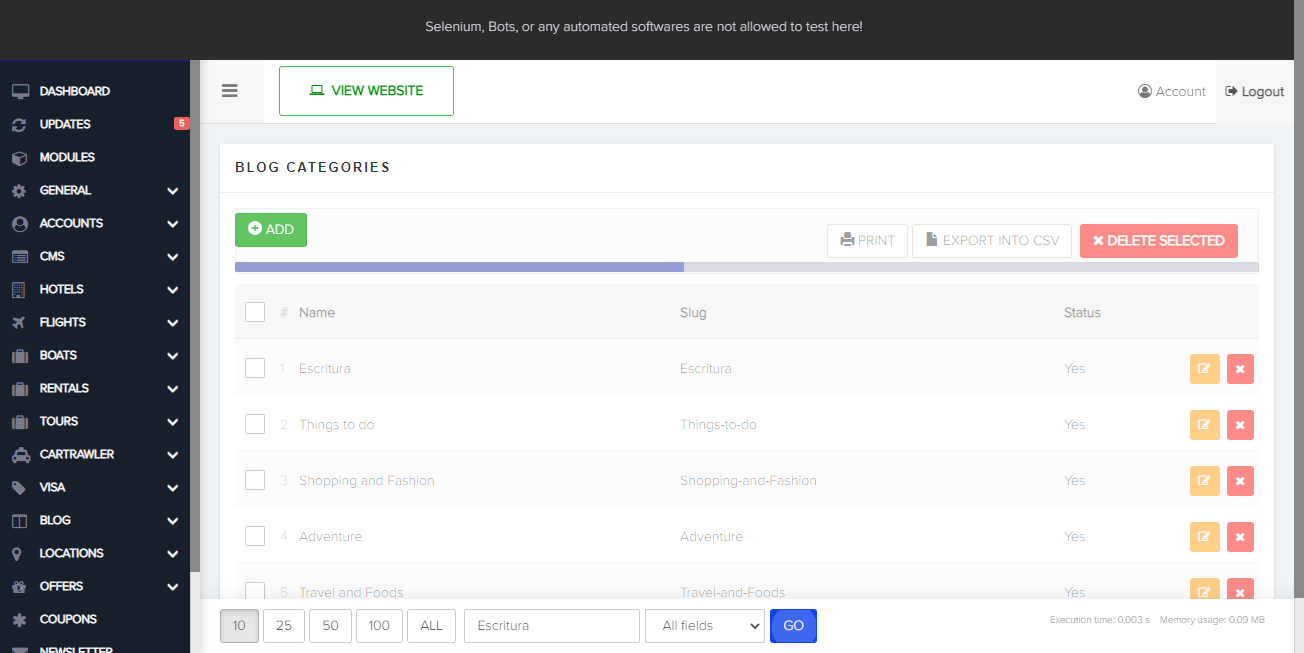 Selenium, Bots, or any automated softwares are not allowed to test here!
DASHBOARD
UPDATES 5
MODULES
GENERAL
ACCOUNTS
CMS
HOTELS
FLIGHTS
BOATS
RENTALS
TOURS
CARTRAWLER
VISA
BLOG
LOCATIONS
OFFERS
COUPONS
NEWSLETTER
VIEW WEBSITE
Account Logout
BLOG CATEGORIES
ADD
PRINT EXPORT INTO CSV DELETE SELECTED
# Name Slug Status
1 Escritura Escritura Yes
2 Things to do Things-to-do Yes
3 Shopping and Fashion Shopping-and-Fashion Yes
4 Adventure Adventure Yes
5 Travel and Foods Travel-and-Foods Yes
10 25 50 100 ALL Escritura All fields GO
Execution time: 0.003 s Memory usage: 0.09 MB